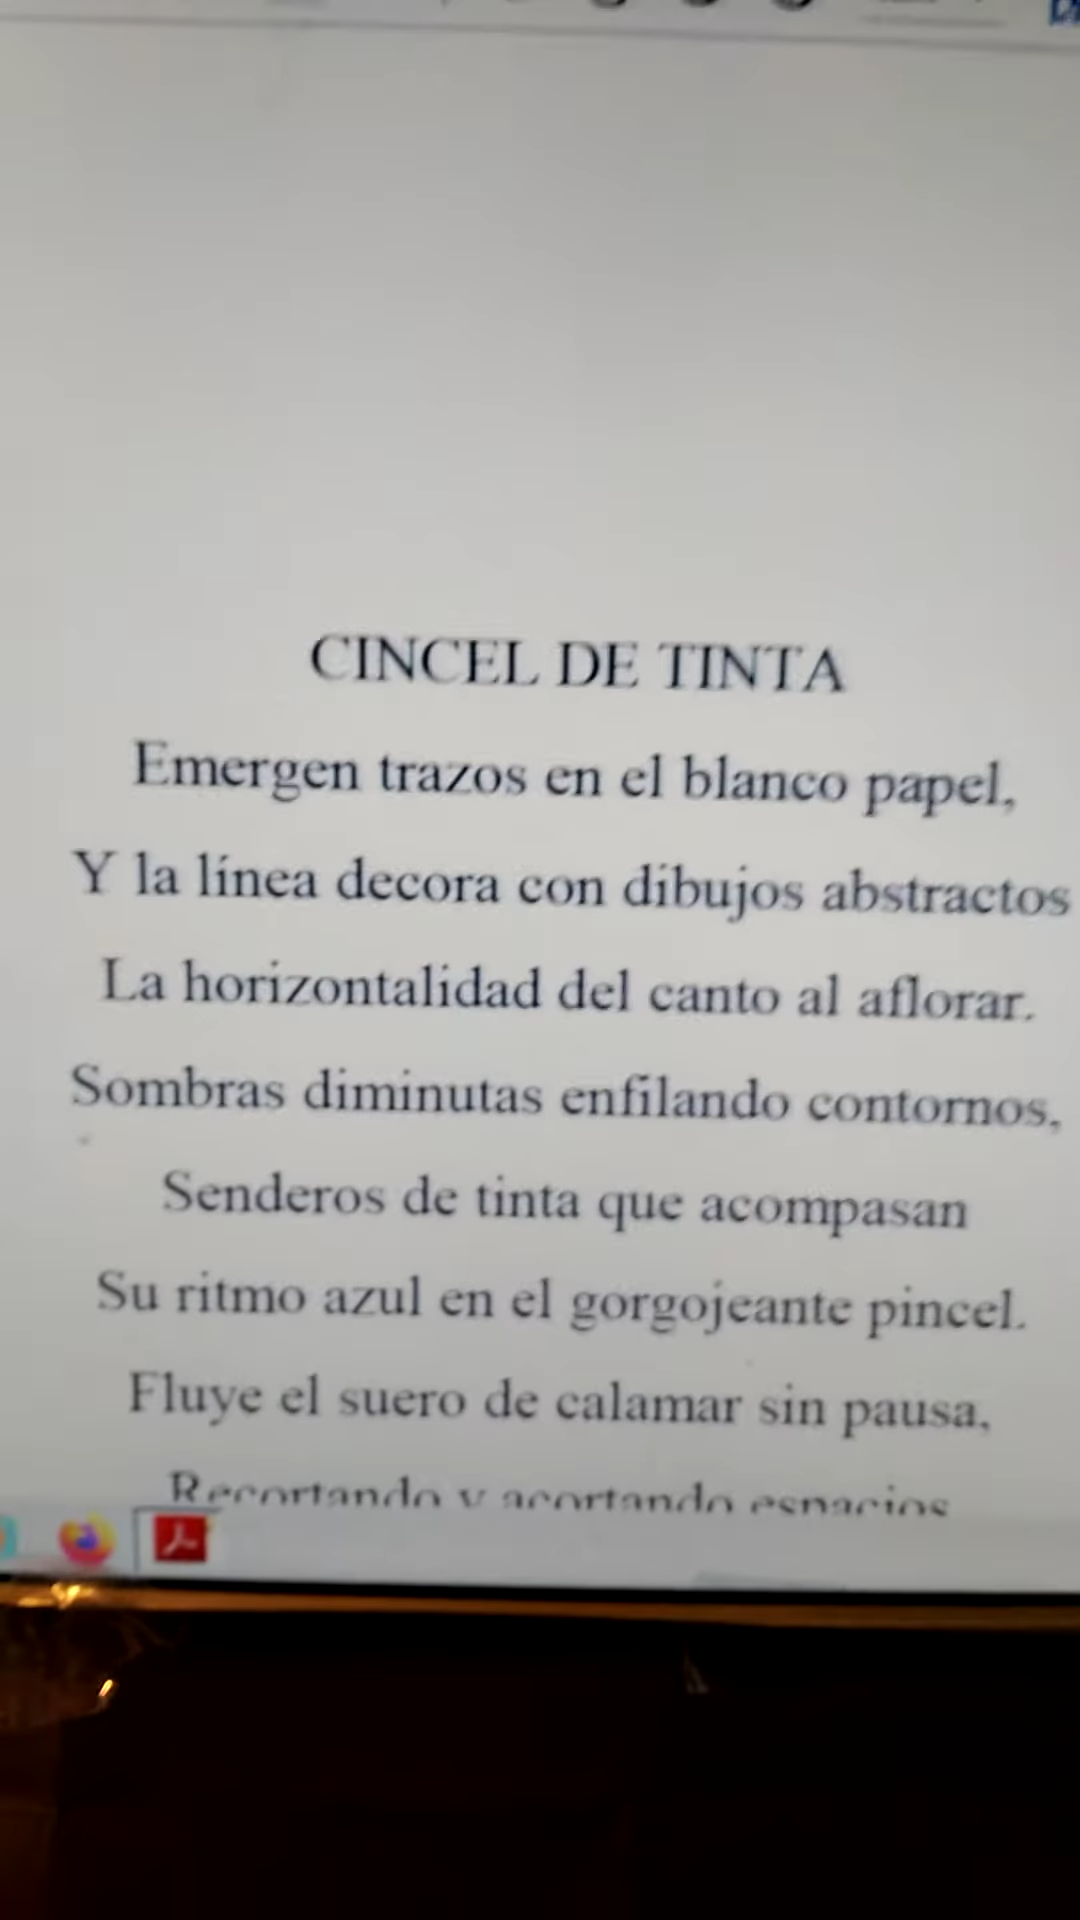 CINCEL DE TINTA
Emergen trazos en el blanco papel,
Y la línea decora con dibujos abstractos
La horizontalidad del canto al aflorar.
Sombras diminutas enfilando contornos,
Senderos de tinta que acompasan
Su ritmo azul en el gorgojeante pincel.
Fluye el suero de calamar sin pausa,
Recortando y acortando espacios